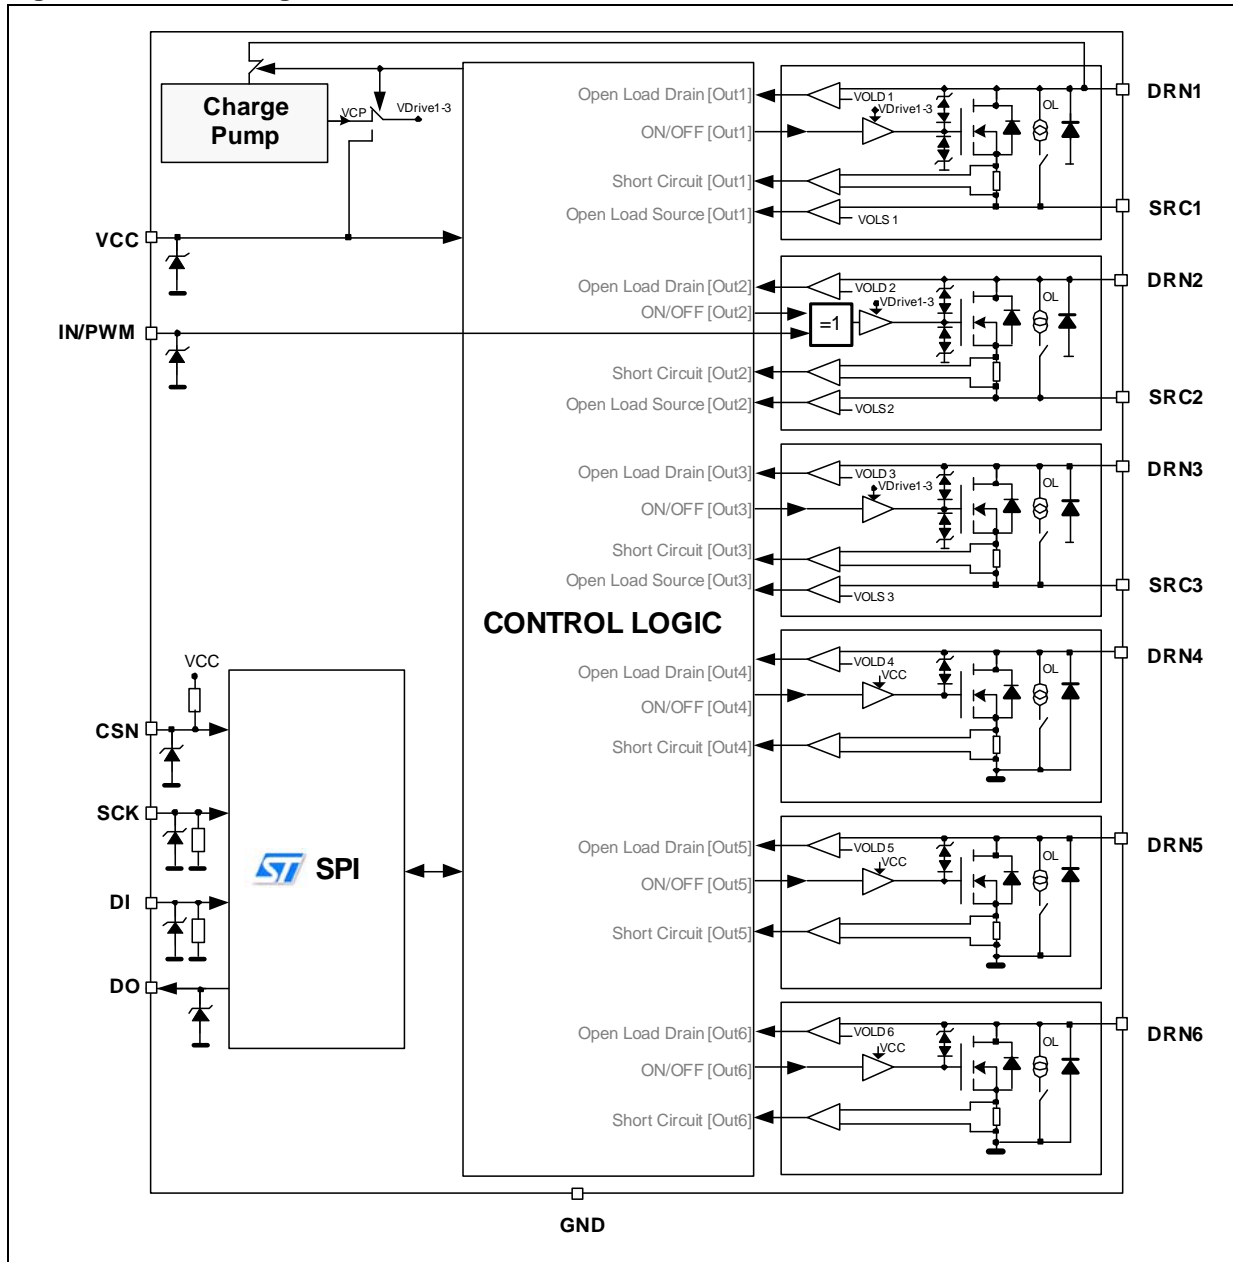 Charge
Pump
VCP
VDrive1-3
Open Load Drain [Out1]
VOLD 1
VDrive1-3
OL
DRN1
ON/OFF [Out1]
Short Circuit [Out1]
Open Load Source [Out1]
VOLS 1
SRC1
VCC
Open Load Drain [Out2]
VOLD 2
VDrive1-3
OL
DRN2
ON/OFF [Out2]
=1
IN/PWM
Short Circuit [Out2]
Open Load Source [Out2]
VOLS 2
SRC2
Open Load Drain [Out3]
VOLD 3
VDrive1-3
OL
DRN3
ON/OFF [Out3]
Short Circuit [Out3]
Open Load Source [Out3]
VOLS 3
SRC3
CONTROL LOGIC
Open Load Drain [Out4]
VOLD 4
VCC
OL
DRN4
ON/OFF [Out4]
Short Circuit [Out4]
VCC
CSN
SCK
DI
DO
ST SPI
Open Load Drain [Out5]
VOLD 5
VCC
OL
DRN5
ON/OFF [Out5]
Short Circuit [Out5]
Open Load Drain [Out6]
VOLD 6
VCC
OL
DRN6
ON/OFF [Out6]
Short Circuit [Out6]
GND